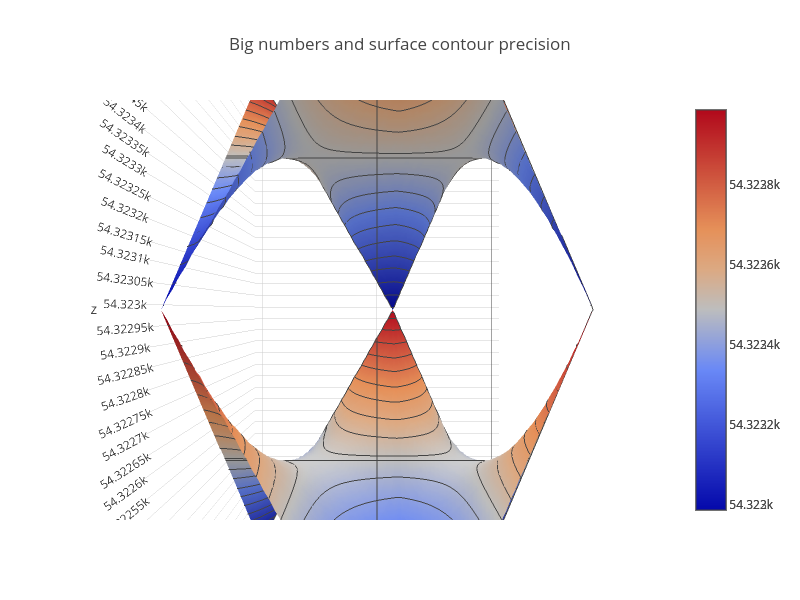 Big numbers and surface contour precision
54.3234k
54.32335k
54.3233k
54.32325k
54.3232k
54.32315k
54.3231k
54.32305k
z 54.323k
54.32295k
54.3229k
54.32285k
54.3228k
54.32275k
54.3227k
54.32265k
54.3226k
54.3228k
54.3226k
54.3234k
54.3232k
54.323k